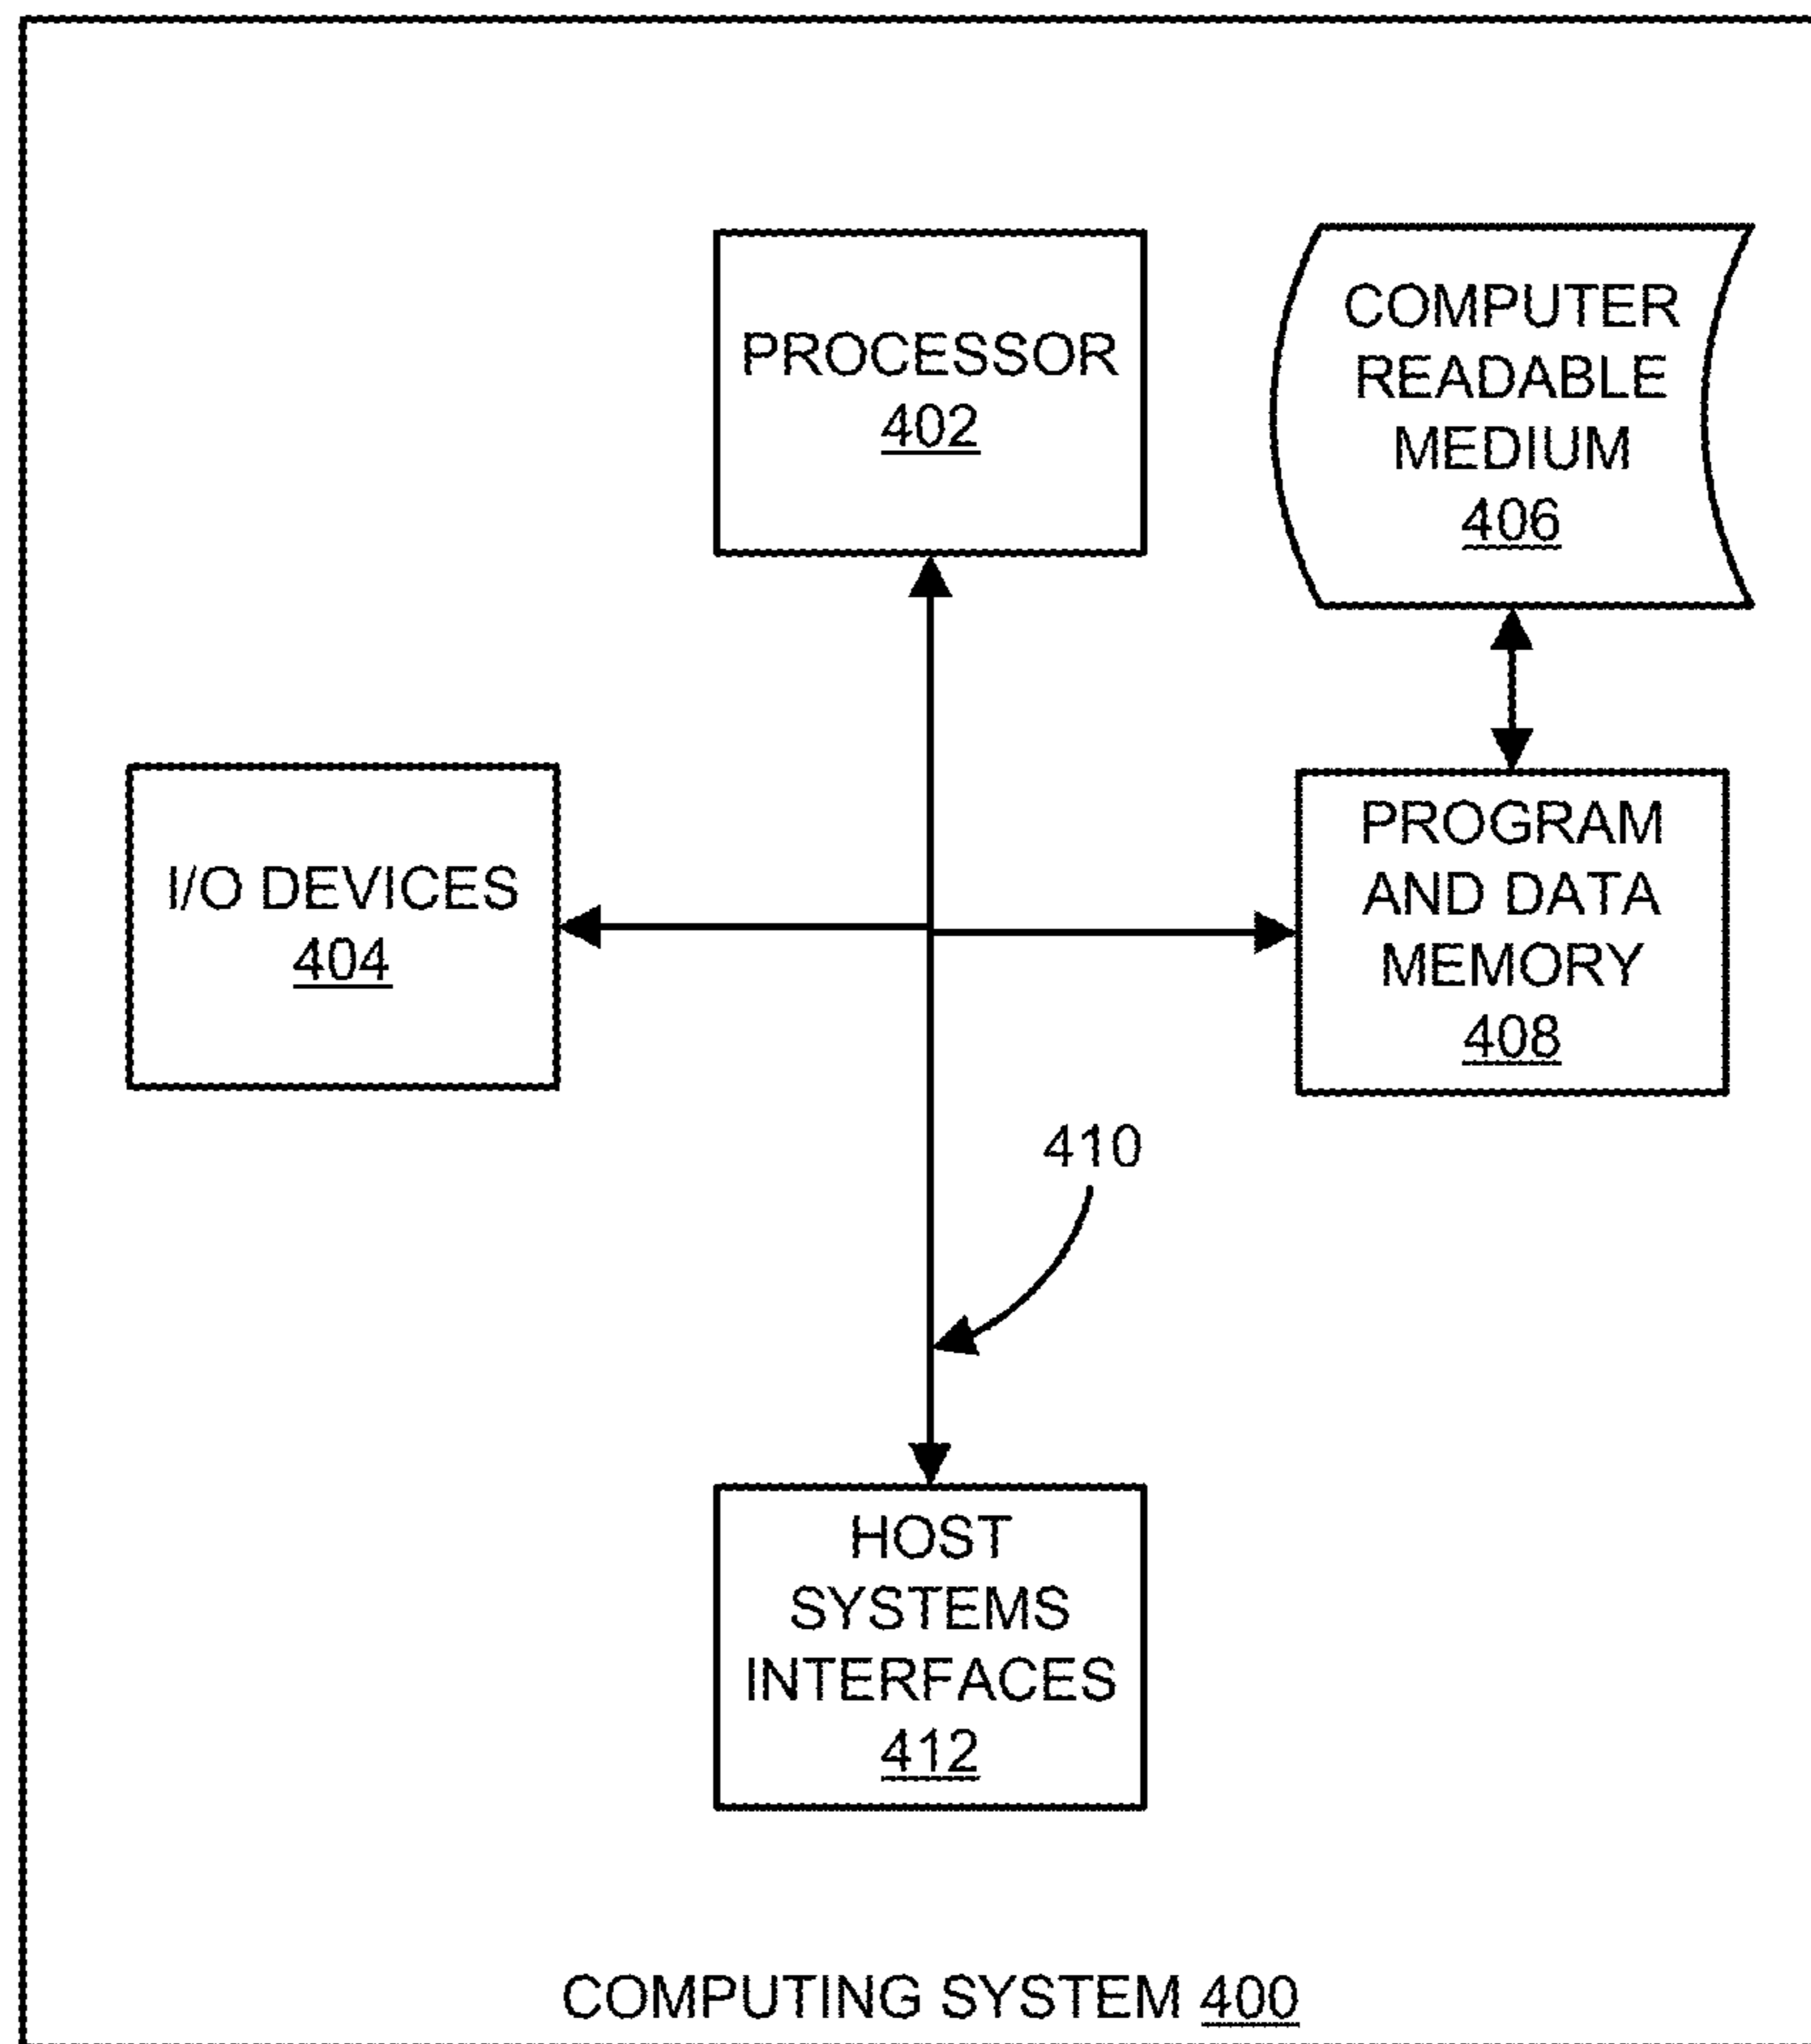 PROCESSOR
402
COMPUTER
READABLE
MEDIUM
406
I/O DEVICES
404
PROGRAM
AND DATA
MEMORY
408
410
HOST
SYSTEMS
INTERFACES
412
COMPUTING SYSTEM 400